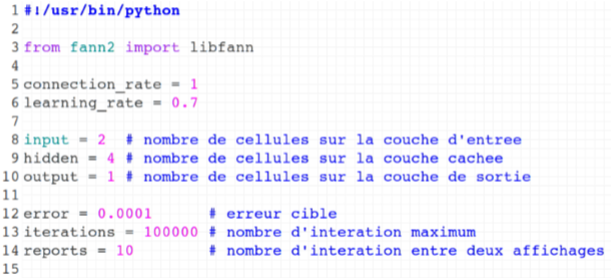 1 #!/usr/bin/python
2
3 from fann2 import libfann
4
5 connection_rate = 1
6 learning_rate = 0.7
7
8 input = 2 # nombre de cellules sur la couche d'entree
9 hidden = 4 # nombre de cellules sur la couche cachee
10 output = 1 # nombre de cellules sur la couche de sortie
11
12 error = 0.0001 # erreur cible
13 iterations = 100000 # nombre d'interation maximum
14 reports = 10 # nombre d'interation entre deux affichages
15